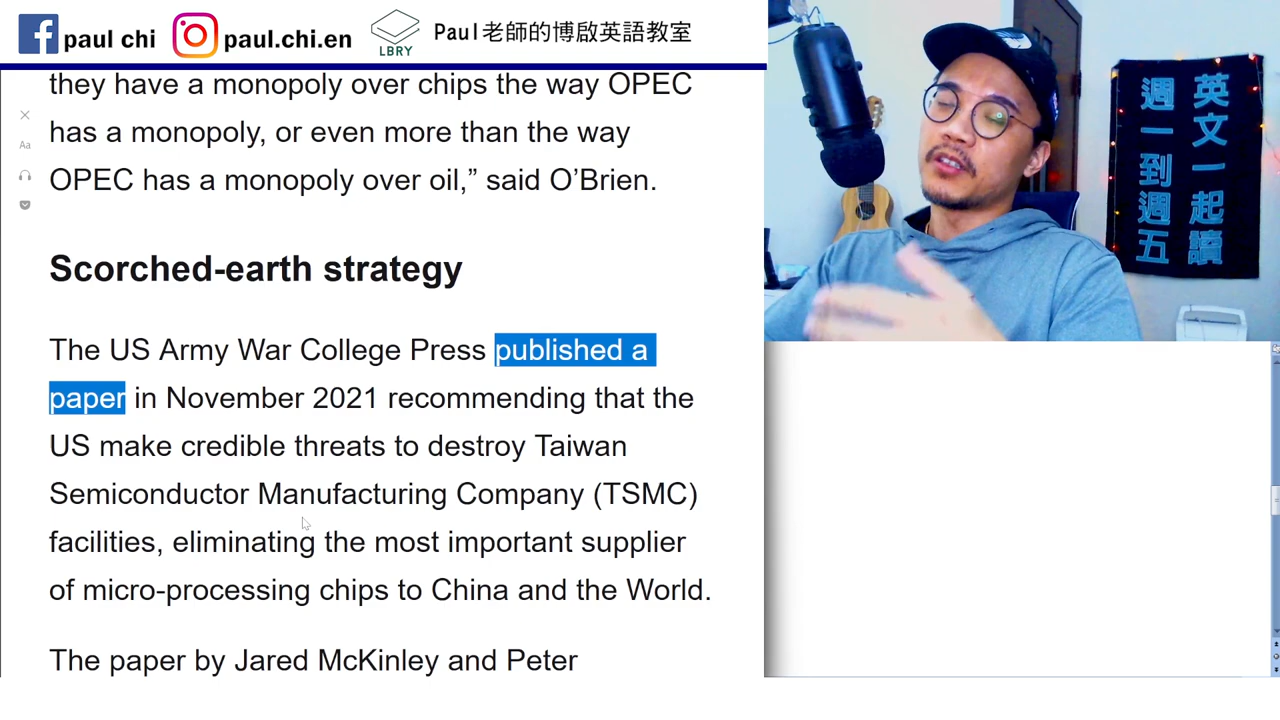 paul chi
paul.chi.en
LBRY
Paul老師的博啟英語教室
they have a monopoly over chips the way OPEC
has a monopoly, or even more than the way
OPEC has a monopoly over oil,” said O’Brien.
Scorched-earth strategy
The US Army War College Press published a
paper in November 2021 recommending that the
US make credible threats to destroy Taiwan
Semiconductor Manufacturing Company (TSMC)
facilities, eliminating the most important supplier
of micro-processing chips to China and the World.
The paper by Jared McKinley and Peter
Aa
英文一起讀
週一到週五